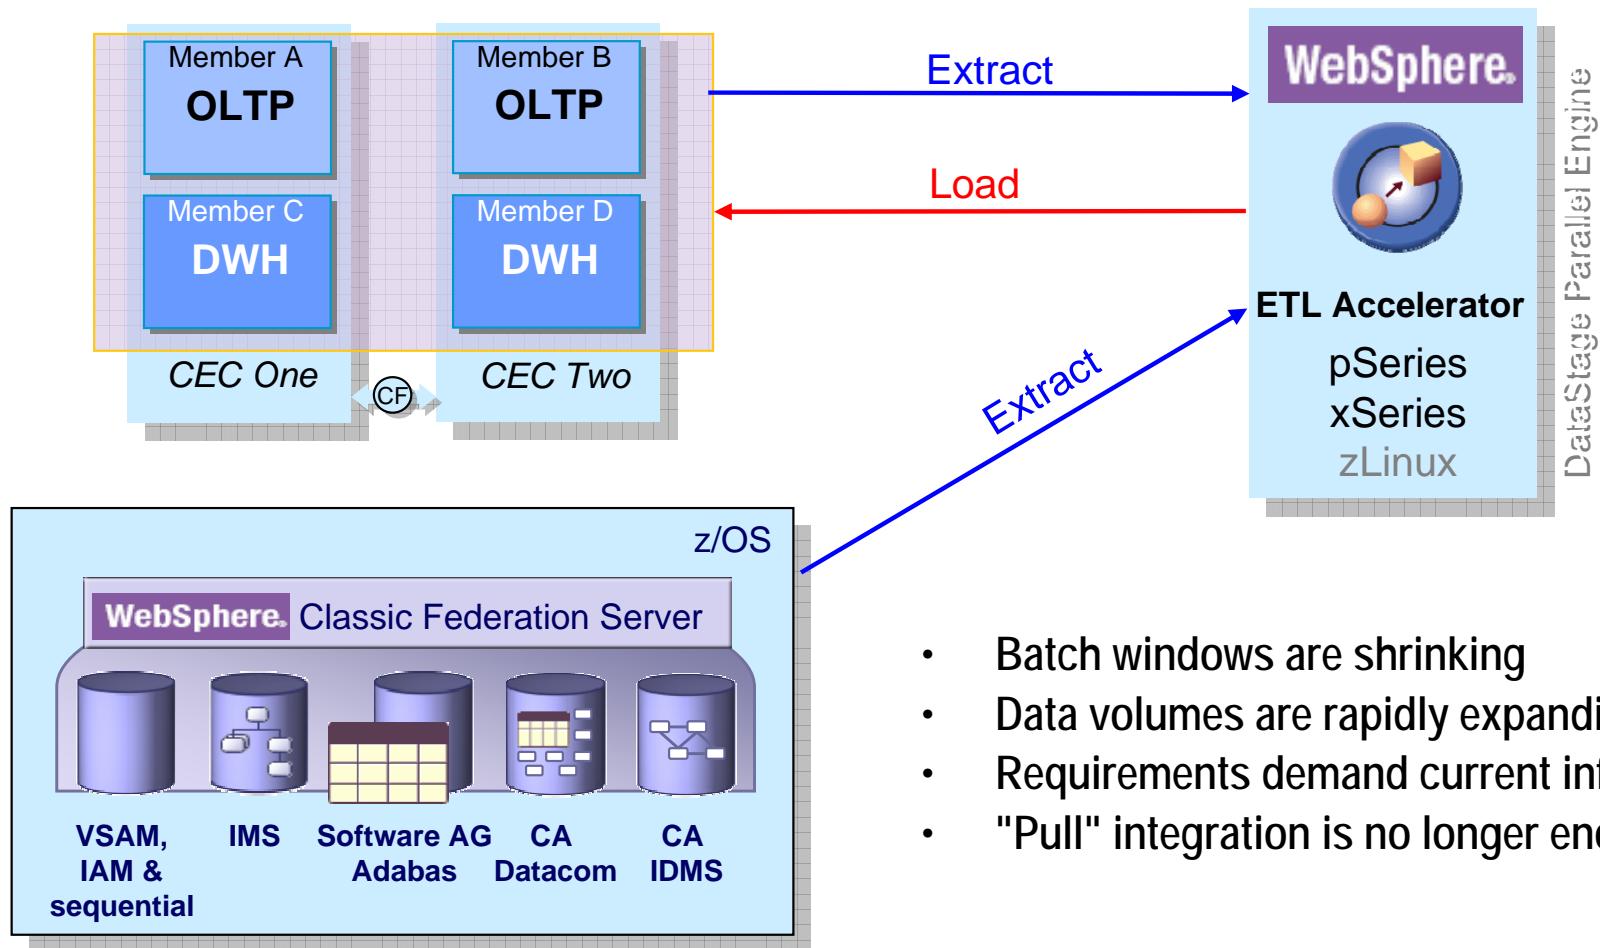 Member A
OLTP
Member B
OLTP
Member C
DWH
Member D
DWH
CEC One
CF
CEC Two
Extract
Load
Extract
WebSphere.
ETL Accelerator
pSeries
xSeries
zLinux
DataStage Parallel Engine
z/OS
WebSphere. Classic Federation Server
VSAM,
IAM &
sequential
IMS
Software AG
Adabas
CA
Datacom
CA
IDMS
• Batch windows are shrinking
• Data volumes are rapidly
• Requirements demand current
• "Pull" integration is no longer